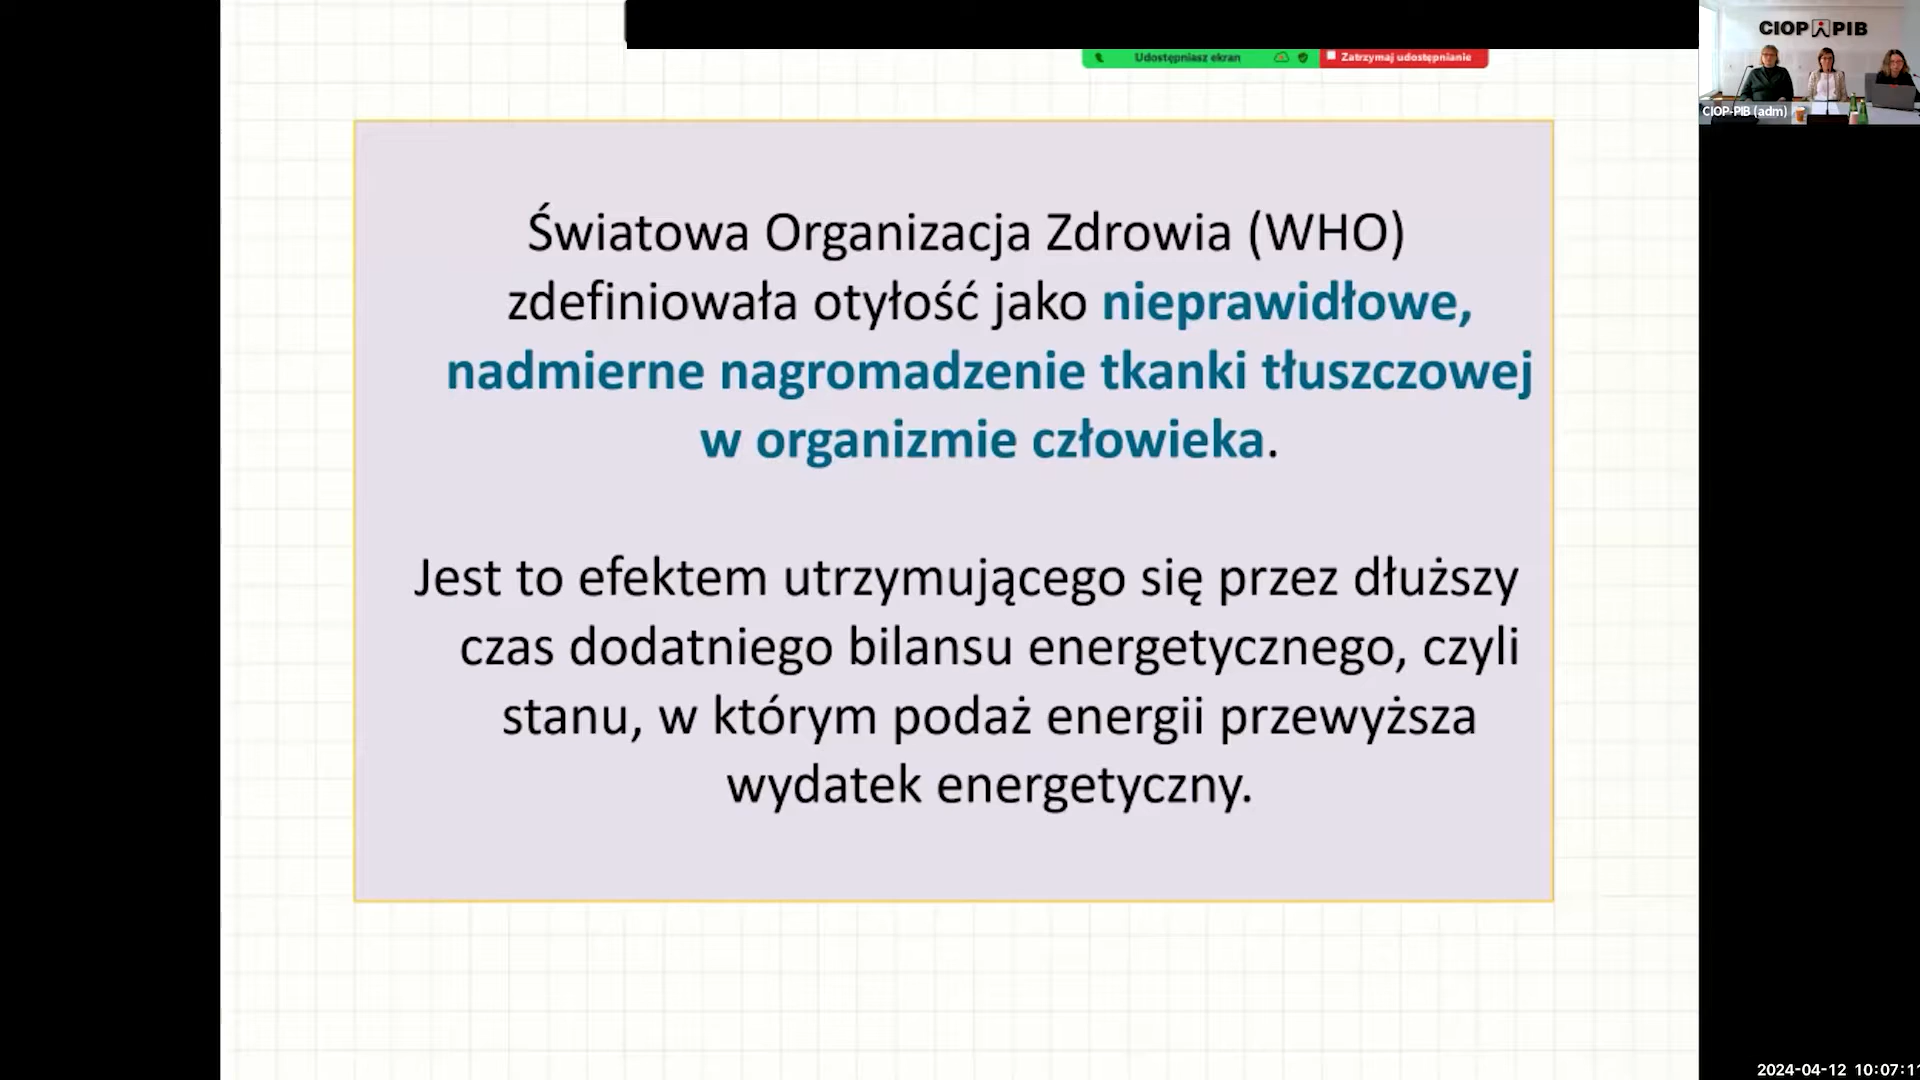 CIOP PIB
Udostępniasz ekran
Zatrzymaj udostępnianie
CIOP-PIB (adm)
Światowa Organizacja Zdrowia (WHO)
zdefiniowała otyłość jako nieprawidłowe,
nadmierne nagromadzenie tkanki tłuszczowej
w organizmie człowieka.
Jest to efektem utrzymującego się przez dłuższy
czas dodatniego bilansu energetycznego, czyli
stanu, w którym podaż energii przewyższa
wydatek energetyczny.
2024-04-12 10:07:11